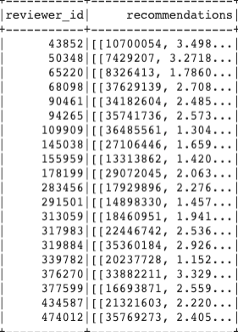 |reviewer_id| recommendations
| 43852|[[10700054, 3.498...|
| 50348|[[7429207, 3.2718...|
| 65220|[[8326413, 1.7860...|
| 68098|[[37629139, 2.708...|
| 90461|[[34182604, 2.485...|
| 94265|[[35741736, 2.573...|
| 109909|[[36485561, 1.304...|
| 145038|[[27106446, 1.659...|
| 155959|[[13313862, 1.420...|
| 178199|[[29072045, 2.063...|
| 283456|[[17929896, 2.276...|
| 291501|[[14898330, 1.457...|
| 313059|[[18460951, 1.941...|
| 317983|[[22446742, 2.536...|
| 319884|[[35360184, 2.926...|
| 339782|[[20237728, 1.152...|
| 376270|[[33882211, 3.329...|
| 377599|[[16693871, 2.559...|
| 434587|[[21321603, 2.220...|
| 474012|[[35769273, 2.405...|